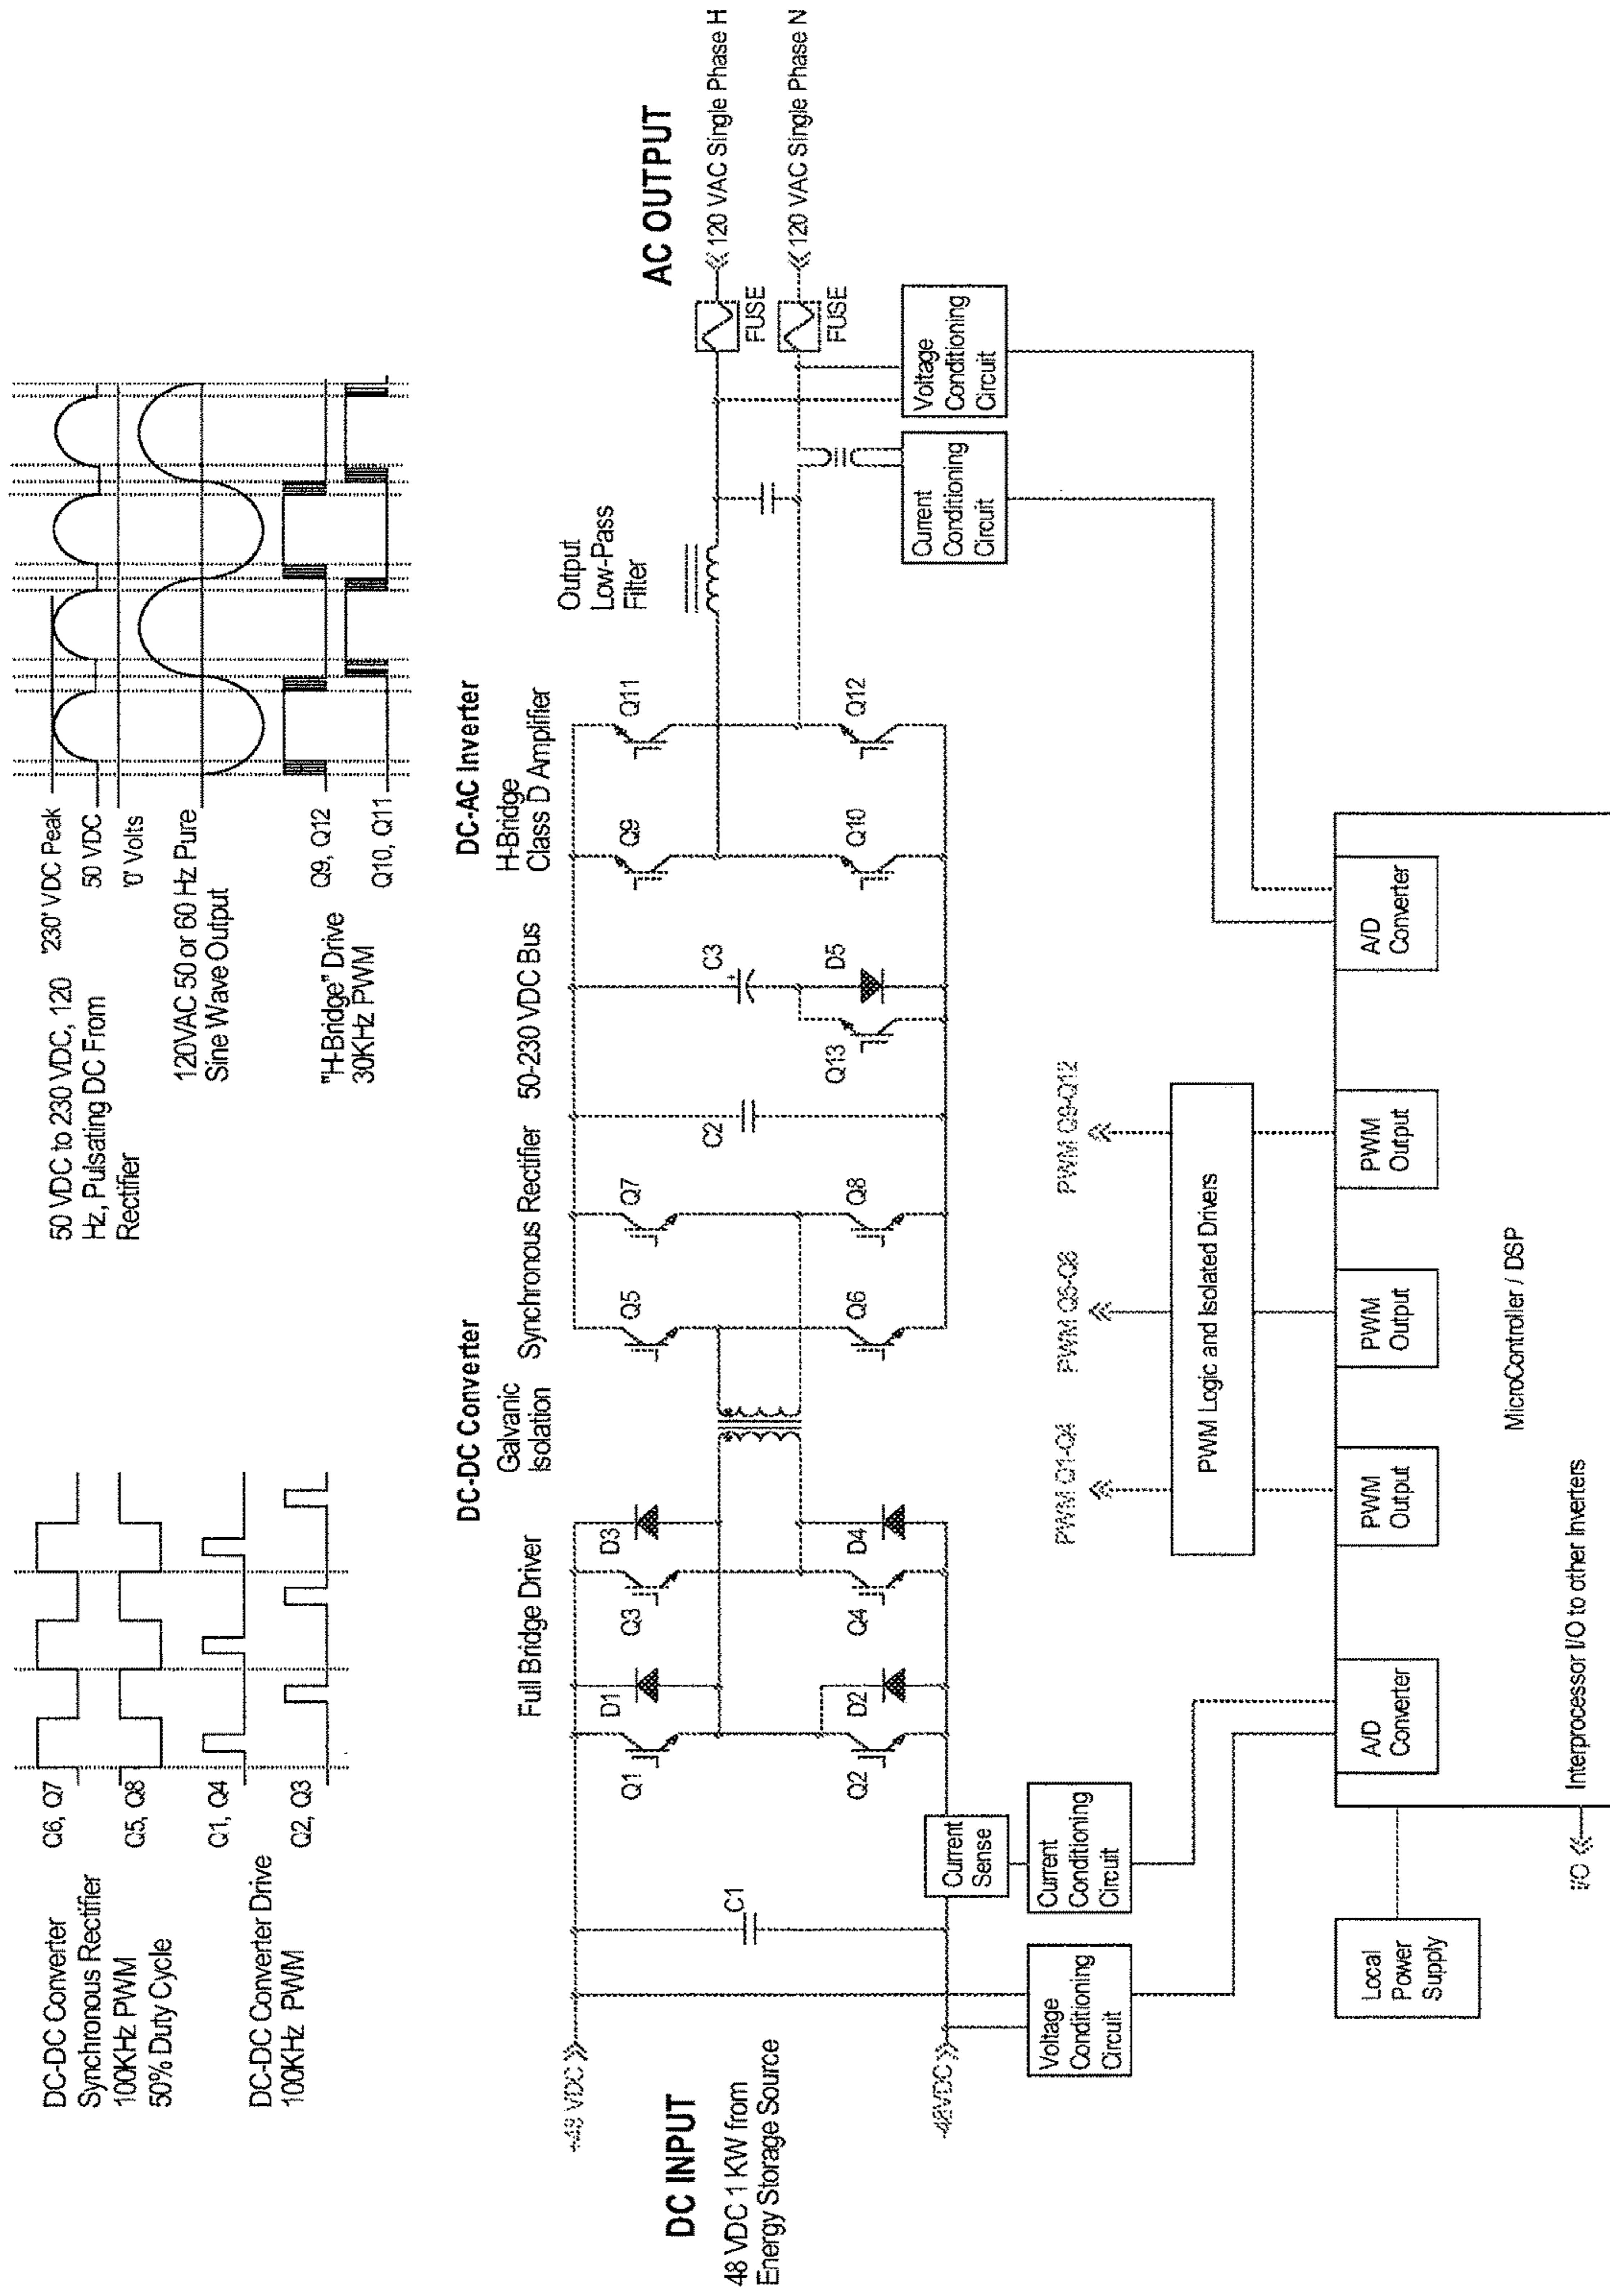 DC-DC Converter
Synchronous Rectifier
100KHz PWM
50% Duty Cycle
Q6, Q7
Q5, Q8
DC-DC Converter Drive
100KHz PWM
Q1, Q4
Q2, Q3
50 VDC to 230 VDC, 120
Hz, Pulsating DC From
Rectifier
'230' VDC Peak
50 VDC
'0' Volts
120VAC 50 or 60 Hz Pure
Sine Wave Output
"H-Bridge" Drive
30KHz PWM
Q9, Q12
Q10, Q11
DC-DC Converter
DC-AC Inverter
Full Bridge Driver
Galvanic
Isolation
Synchronous Rectifier
50-230 VDC Bus
H-Bridge
Class D Amplifier
Output
Low-Pass
Filter
AC OUTPUT
DC INPUT
48 VDC 1 KW from
Energy Storage Source
+48 VDC
-48VDC
C1
Q1
D1
Q3
D3
Q2
D2
Q4
D4
Q5
Q7
Q6
Q8
C2
C3
Q13
D5
Q9
Q11
Q10
Q12
120 VAC Single Phase H
FUSE
120 VAC Single Phase N
FUSE
Current
Sense
Voltage
Conditioning
Circuit
Current
Conditioning
Circuit
Current
Conditioning
Circuit
Voltage
Conditioning
Circuit
PWM Q1-Q4
PWM Q5-Q8
PWM Q9-Q12
PWM Logic and Isolated Drivers
Local
Power
Supply
A/D
Converter
PWM
Output
PWM
Output
PWM
Output
A/D
Converter
MicroController / DSP
I/O
Interprocessor I/O to other Inverters